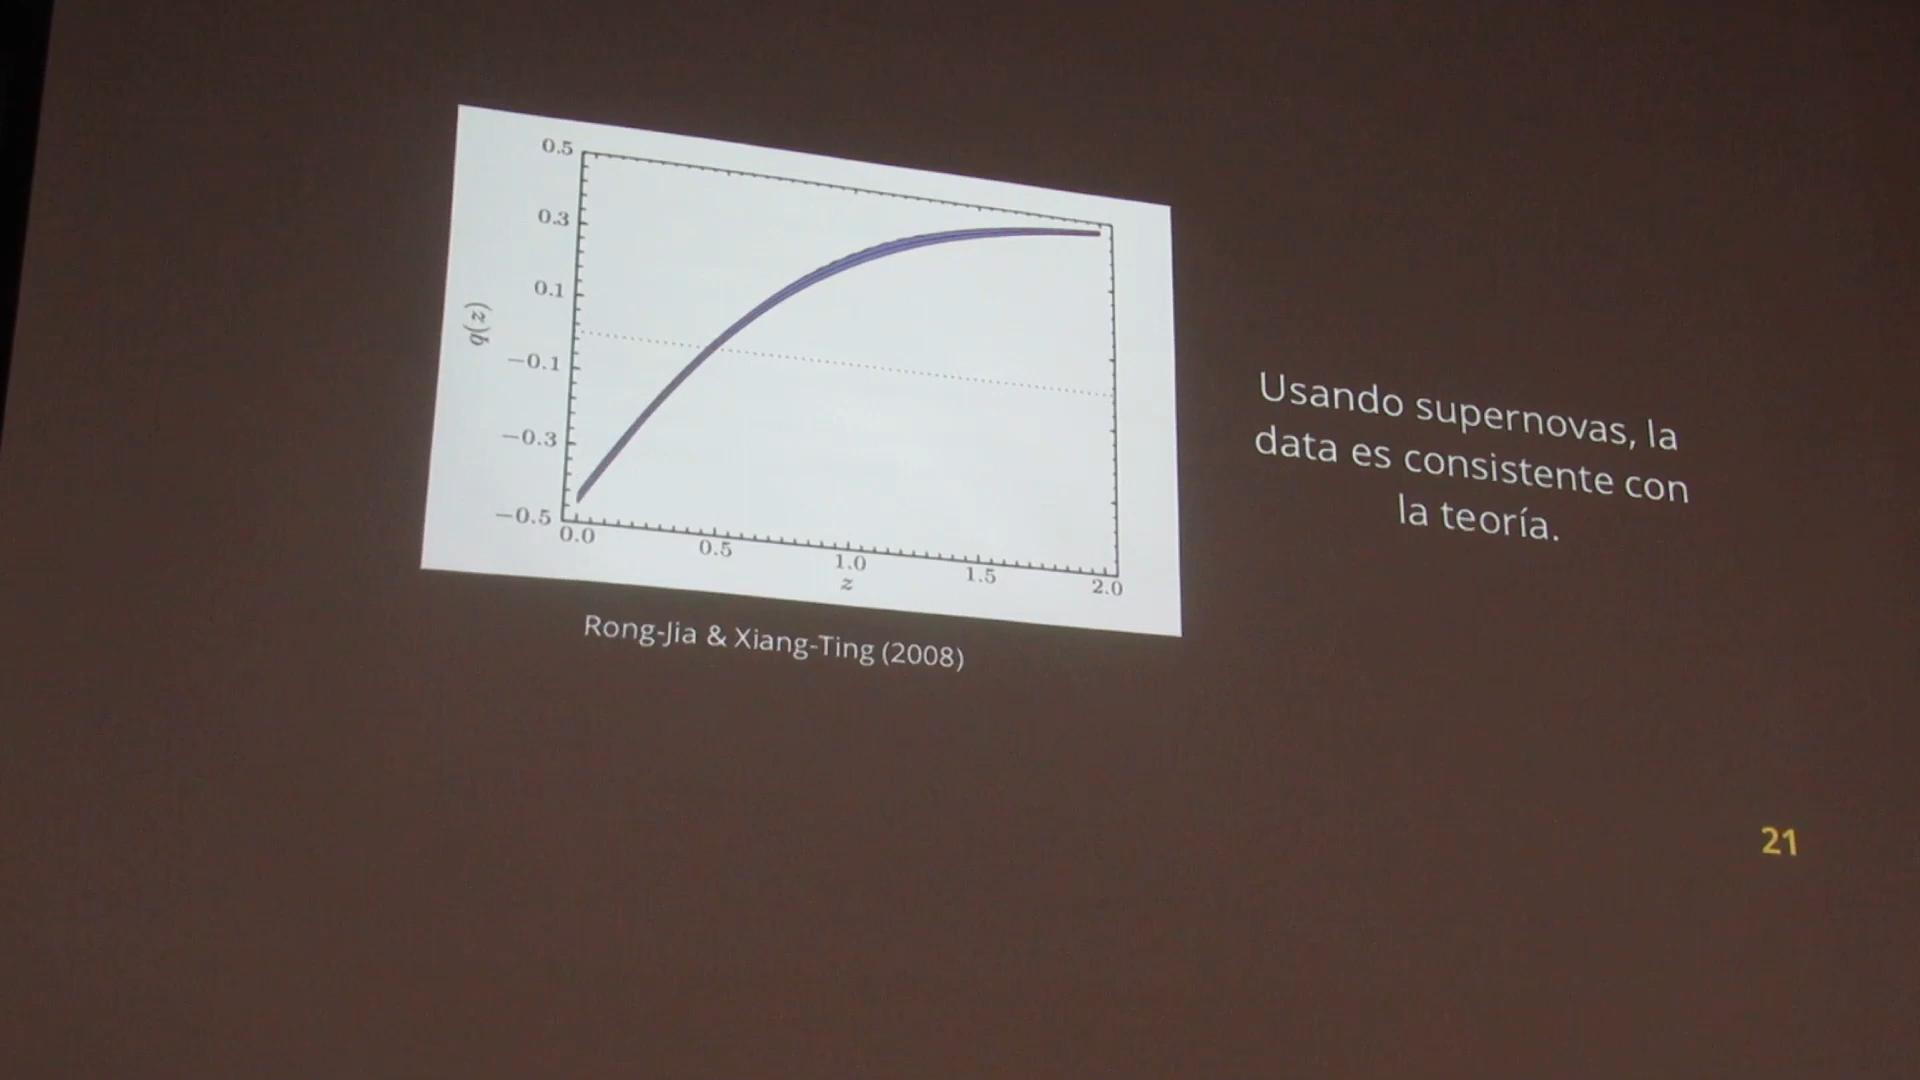 0.5
0.3
0.1
−0.1
−0.3
−0.5
q(z)
0.0 0.5 1.0 1.5 2.0
z
Rong-Jia & Xiang-Ting (2008)
Usando supernovas, la
data es consistente con
la teoría.
21